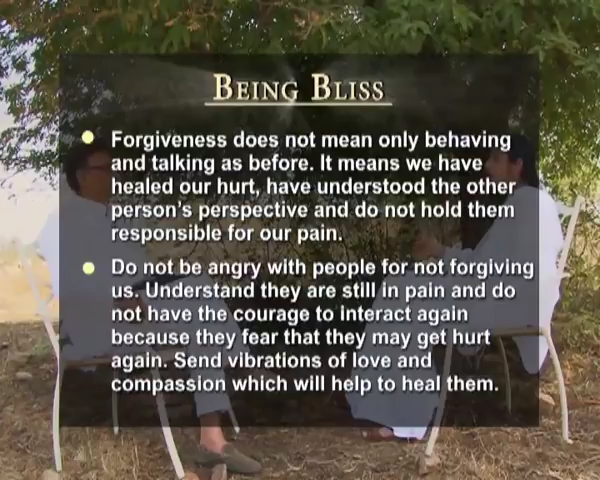 BEING BLISS
Forgiveness does not mean only behaving
and talking as before. It means we have
healed our hurt, have understood the other
person's perspective and do not hold them
responsible for our pain.
Do not be angry with people for not forgiving
us. Understand they are still in pain and do
not have the courage to interact again
because they fear that they may get hurt
again. Send vibrations of love and
compassion which will help to heal them.